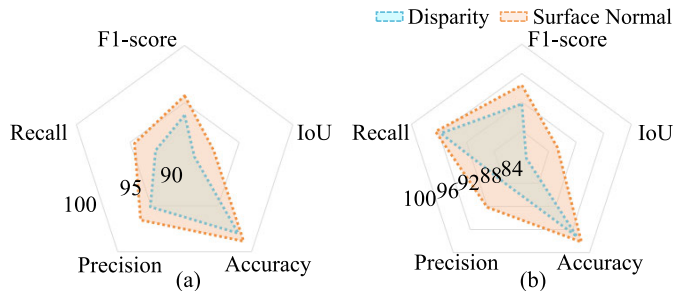 Disparity Surface Normal
F1-score
F1-score
Recall
IoU
Recall
IoU
90
95
100
84
88
92
96
100
Precision
Accuracy
Precision
Accuracy
(a)
(b)